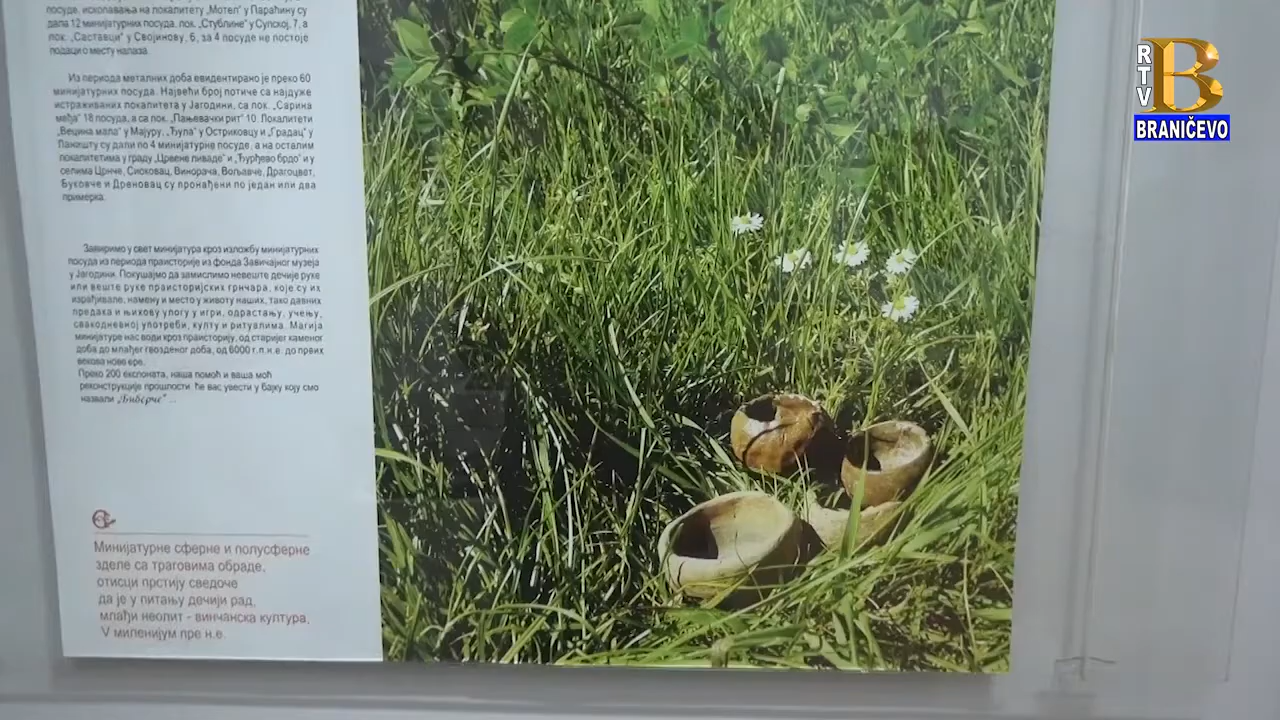 посуде, ископавања на локалитету „Мотел“ у Параћину су
дала 12 минијатурних посуда, лок. „Стублине“ у Супској, 7, а
лок. „Саставци“ у Својнову, 6, за 4 посуде не постоје
подаци о месту налаза.
Из периода металних доба евидентирано је преко 60
минијатурних посуда. Највећи број потиче са најдуже
истраживаних локалитета у Јагодини, са лок. „Сарина
међа“ 18 посуда, а са лок. „Пањевачки рит“ 10. Локалитети
„Вецина мала“ у Мајуру, „Ћула“ у Остриковцу и „Градац“ у
Ланишту су дали по 4 минијатурне посуде, а на осталим
локалитетима у граду „Црвене ливаде“ и „Ђурђево брдо“ и у
селима Црнче, Сиоковац, Винорача, Вољавче, Драгоцвет,
Буковче и Дреновац су пронађени по један или два
примерка.
Завиримо у свет минијатура кроз изложбу минијатурних
посуда из периода праисторије из фонда Завичајног музеја
у Јагодини. Покушајмо да замислимо невеште дечије руке
или веште руке праисторијских грнчара, које су их
израђивале, намену и место у животу наших, тако давних
предака и њихову улогу у игри, одрастању, учењу,
свакодневној употреби, култу и ритуалима. Магија
минијатуре нас води кроз праисторију, од старијег каменог
доба до млађег гвозденог доба, од 6000 г.п.н.е. до првих
векова нове ере.
Преко 200 експоната, наша помоћ и ваша моћ
реконструкције прошлости ће вас увести у бајку коју смо
назвали „Биберче“ ...
Минијатурне сферне и полусферне
зделе са траговима обраде,
отисци прстију сведоче
да је у питању дечији рад,
млађи неолит - винчанска култура,
V миленијум пре н.е.
RTV B
BRANIČEVO